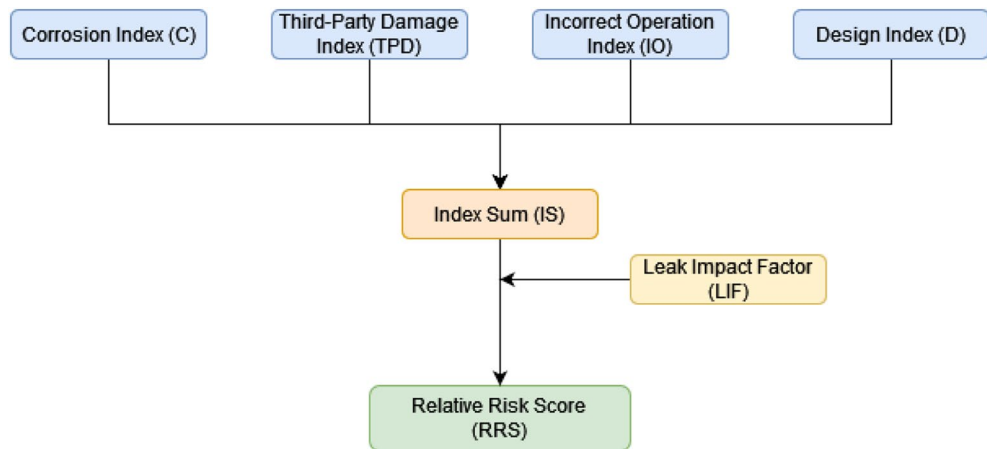 Corrosion Index (C)
Third-Party Damage
Index (TPD)
Incorrect Operation
Index (IO)
Design Index (D)
Index Sum (IS)
Leak Impact Factor
(LIF)
Relative Risk Score
(RRS)